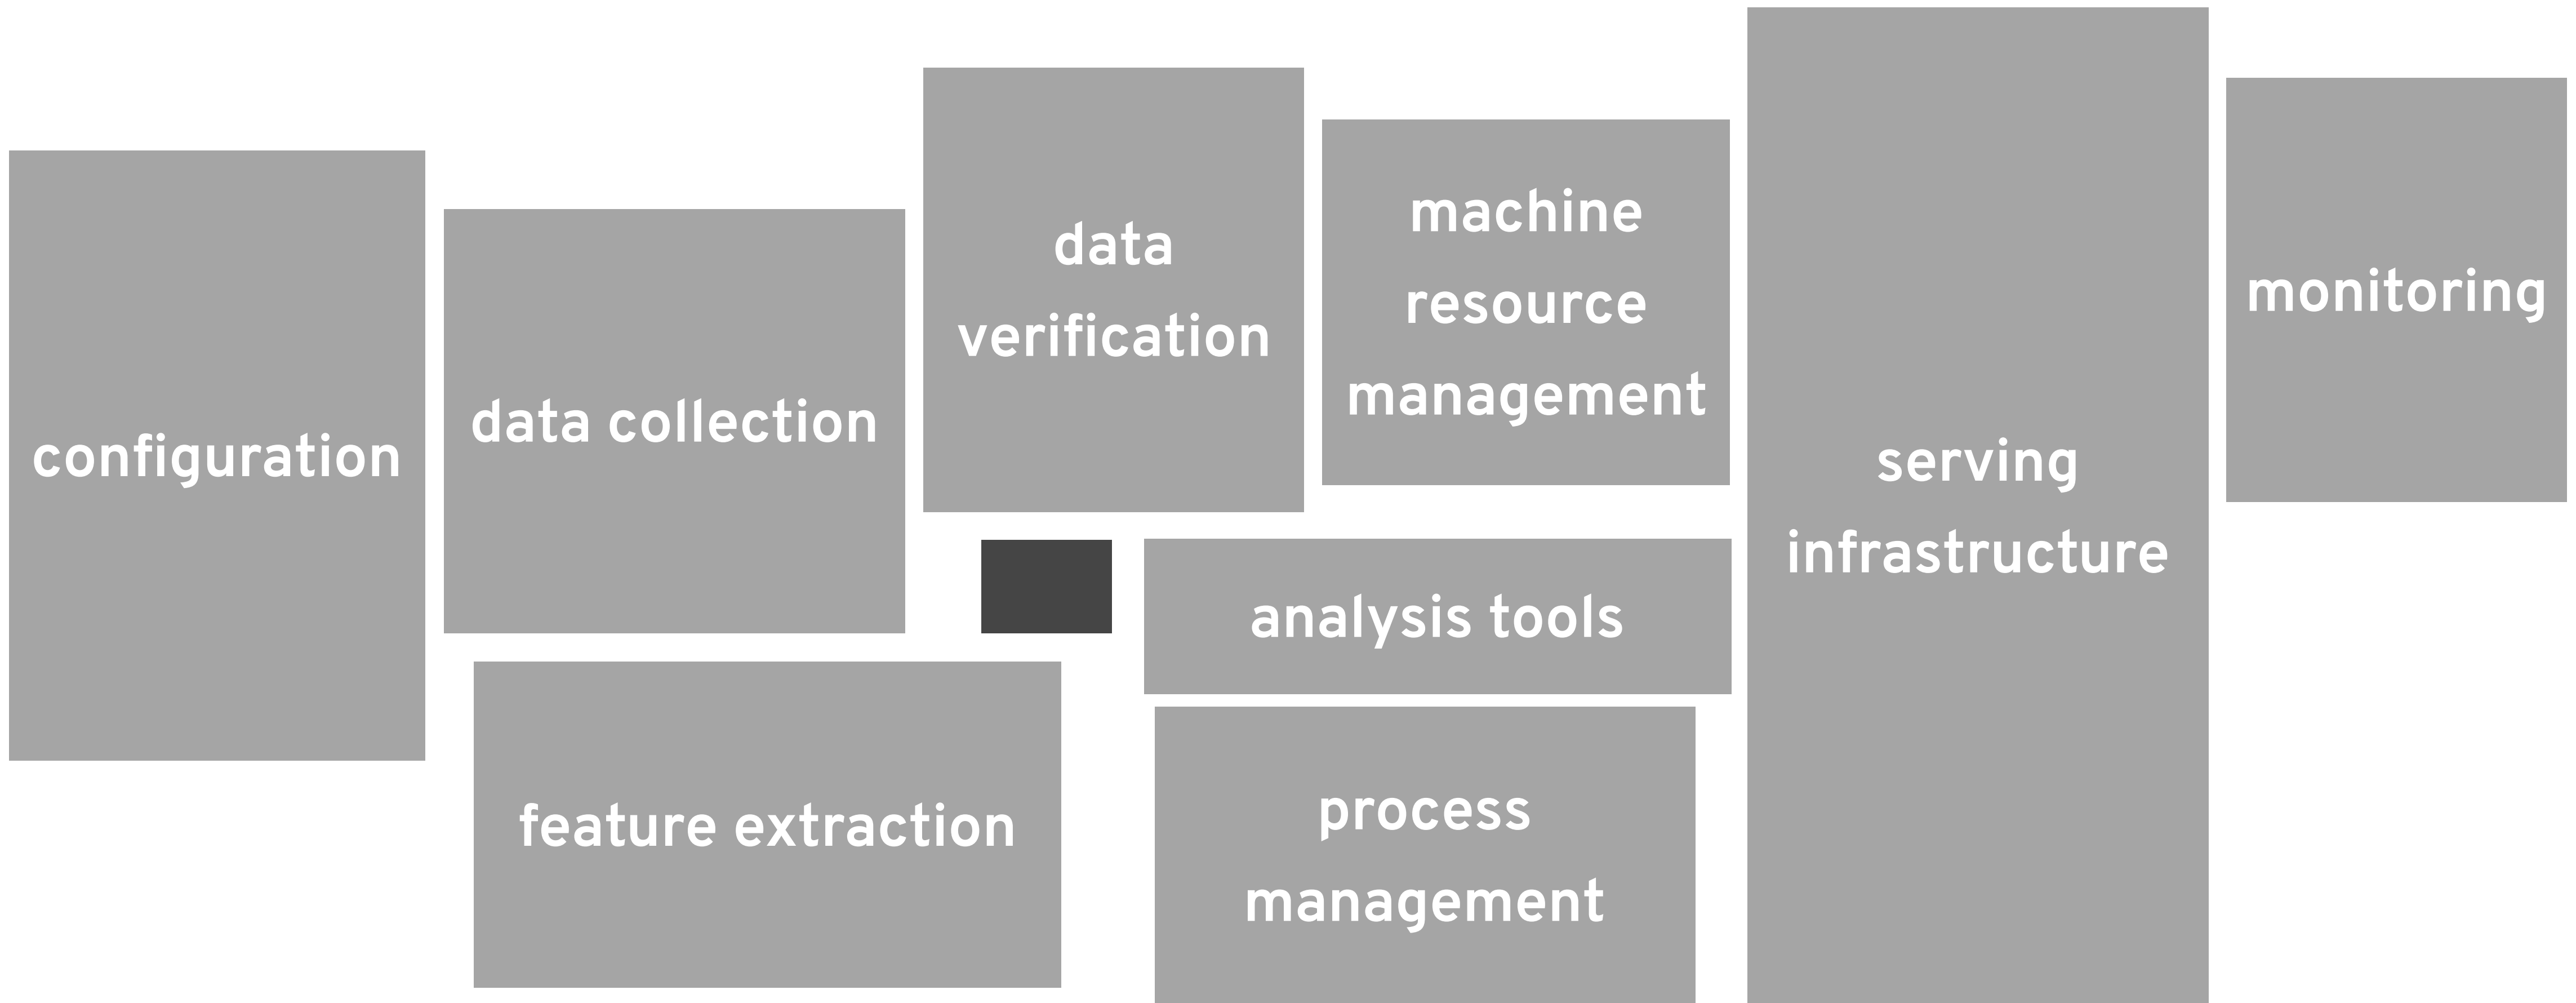 configuration
data collection
data
verification
machine
resource
management
serving
infrastructure
monitoring
analysis tools
feature extraction
process
management